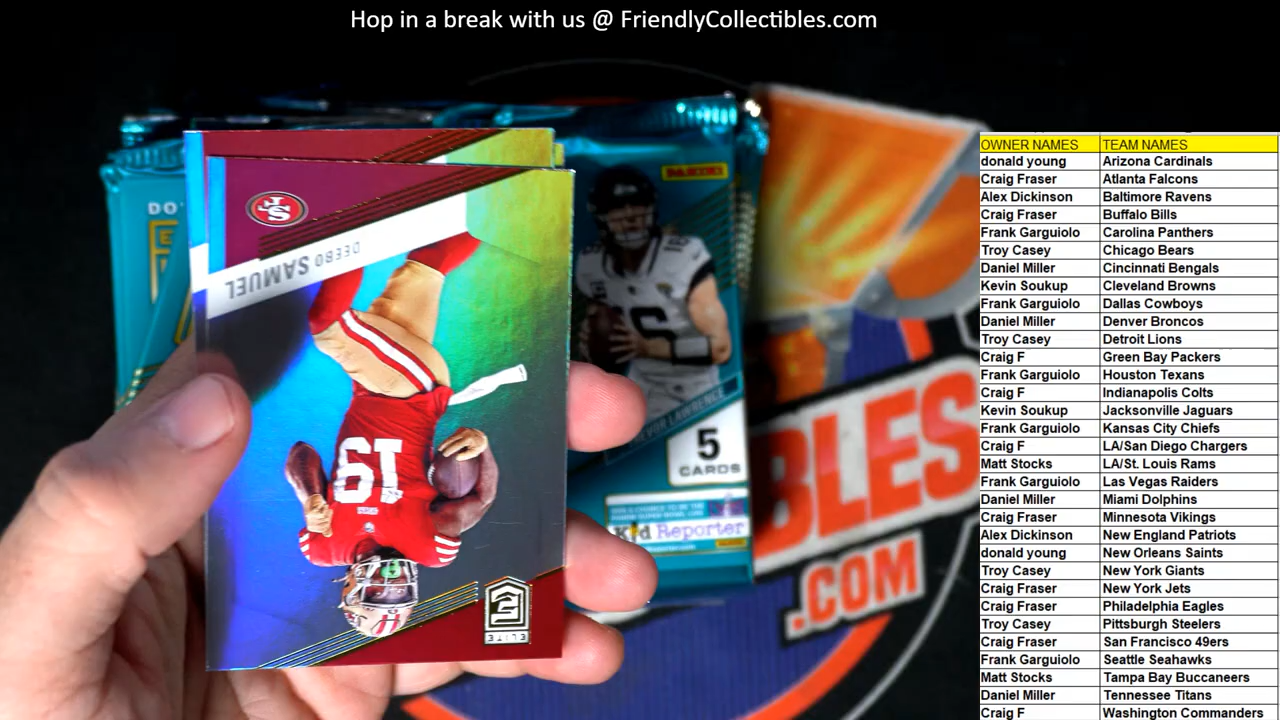 Hop in a break with us @ FriendlyCollectibles.com
OWNER NAMES TEAM NAMES
donald young Arizona Cardinals
Craig Fraser Atlanta Falcons
Alex Dickinson Baltimore Ravens
Craig Fraser Buffalo Bills
Frank Garguiolo Carolina Panthers
Troy Casey Chicago Bears
Daniel Miller Cincinnati Bengals
Kevin Soukup Cleveland Browns
Frank Garguiolo Dallas Cowboys
Daniel Miller Denver Broncos
Troy Casey Detroit Lions
Craig F Green Bay Packers
Frank Garguiolo Houston Texans
Craig F Indianapolis Colts
Kevin Soukup Jacksonville Jaguars
Frank Garguiolo Kansas City Chiefs
Craig F LA/San Diego Chargers
Matt Stocks LA/St. Louis Rams
Frank Garguiolo Las Vegas Raiders
Daniel Miller Miami Dolphins
Craig Fraser Minnesota Vikings
Alex Dickinson New England Patriots
donald young New Orleans Saints
Troy Casey New York Giants
Craig Fraser New York Jets
Craig Fraser Philadelphia Eagles
Troy Casey Pittsburgh Steelers
Craig Fraser San Francisco 49ers
Frank Garguiolo Seattle Seahawks
Matt Stocks Tampa Bay Buccaneers
Daniel Miller Tennessee Titans
Craig F Washington Commanders
SF
DEEBO SAMUEL
19
ELITE
PANINI
DO
16
5
CARDS
Kid Reporter
BLES
.COM